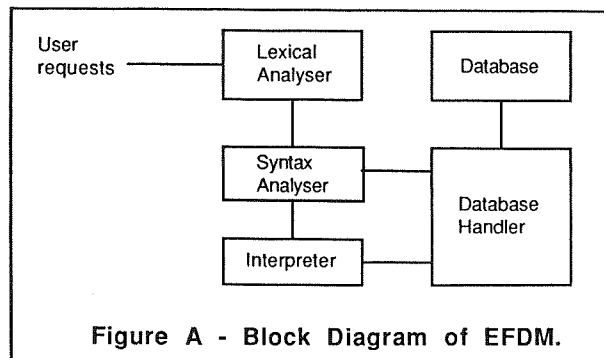 User
requests
Lexical
Analyser
Database
Syntax
Analyser
Database
Handler
Interpreter
Figure A - Block Diagram of EFDM.